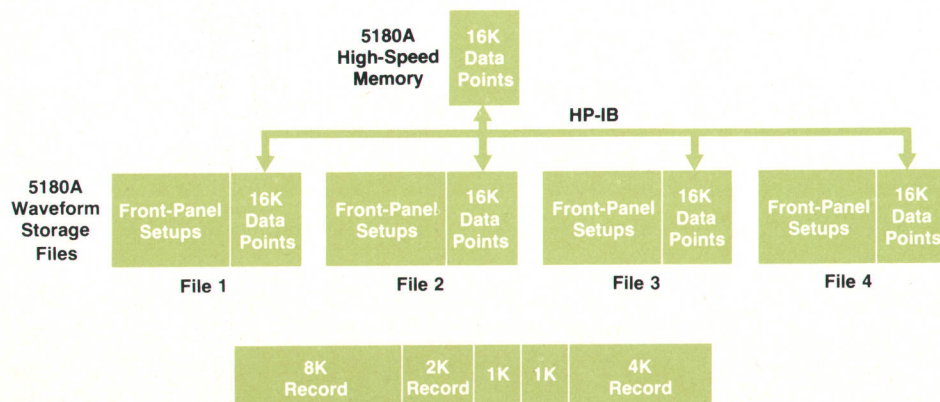 5180A
High-Speed
Memory
16K
Data
Points
HP-IB
5180A
Waveform
Storage
Files
Front-Panel
Setups
16K
Data
Points
Front-Panel
Setups
16K
Data
Points
Front-Panel
Setups
16K
Data
Points
Front-Panel
Setups
16K
Data
Points
File 1
File 2
File 3
File 4
8K
Record
2K
Record
1K
1K
4K
Record